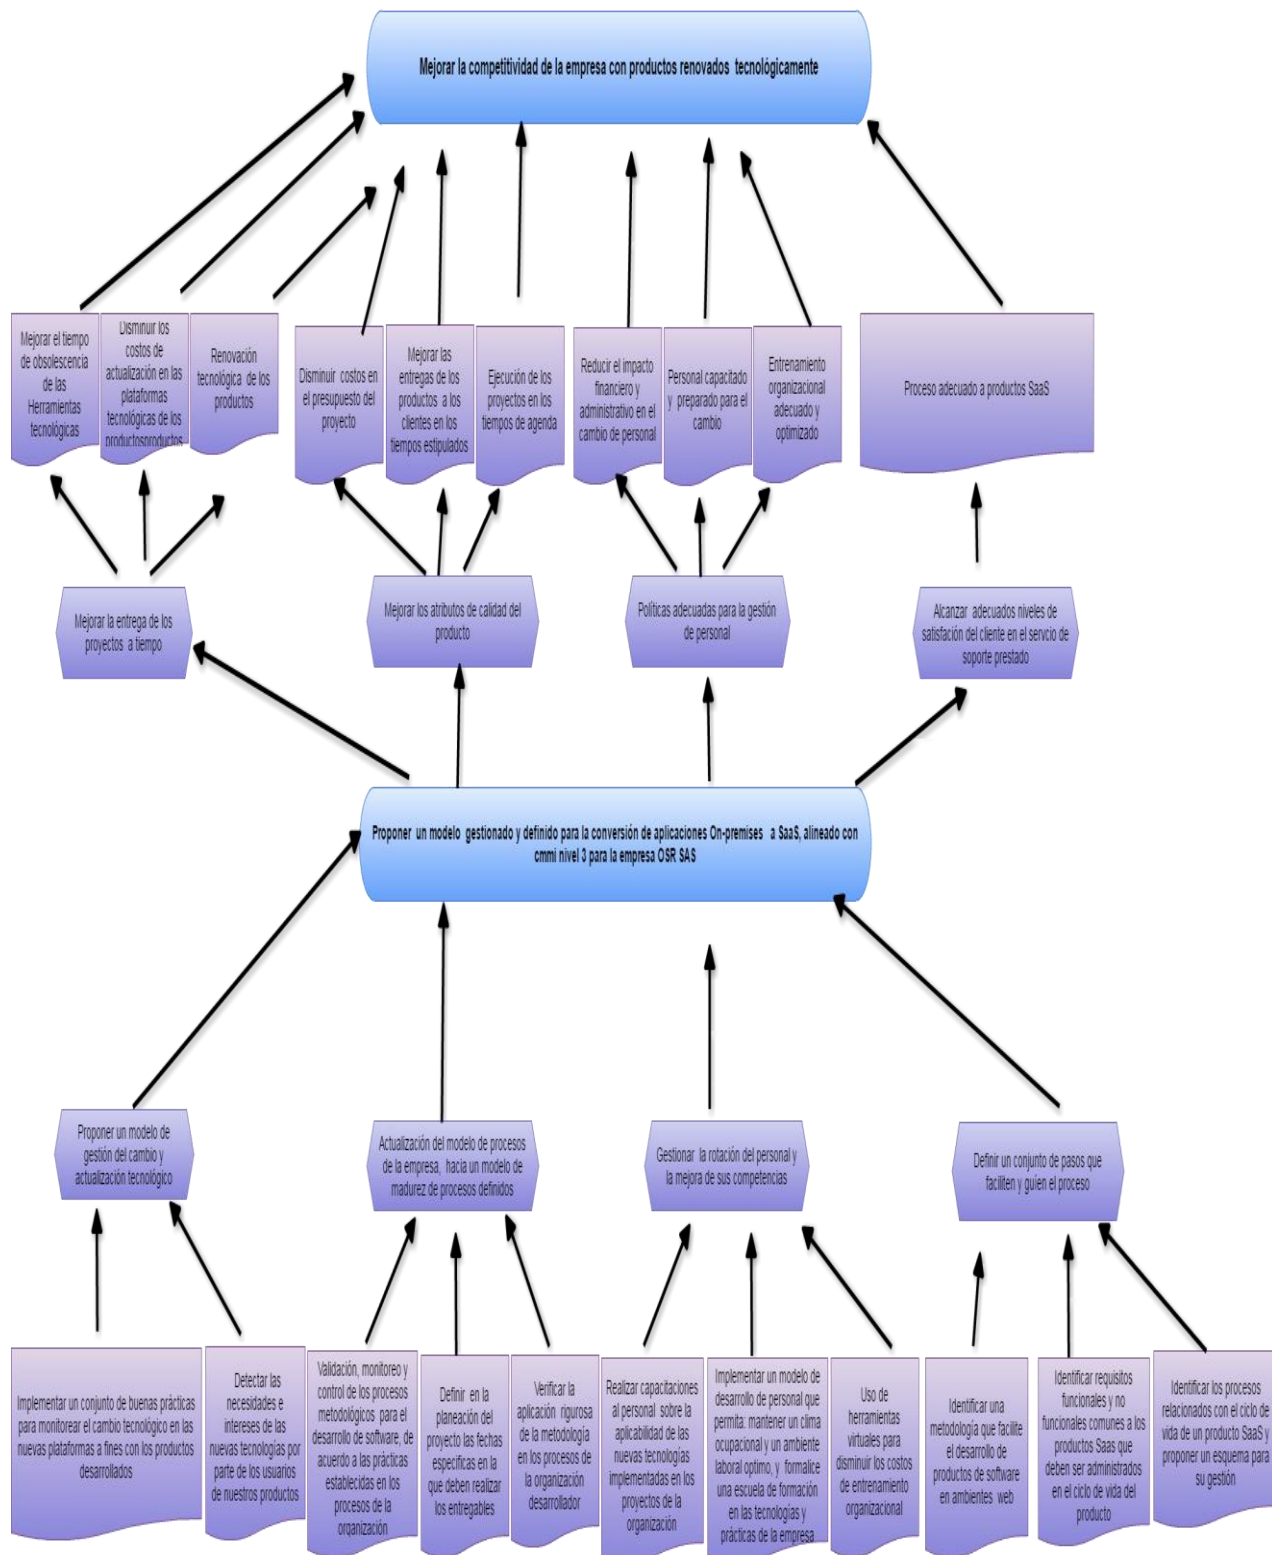 Mejorar la competitividad de la empresa con productos renovados tecnológicamente
Mejorar el tiempo
de obsolescencia
de las
Herramientas
tecnológicas
Disminuir los
costos de
actualización en las
plataformas
tecnológicas de los
productosproductos
Renovación
tecnológica de los
productos
Disminuir costos en
el presupuesto del
proyecto
Mejorar las
entregas de los
productos a los
clientes en los
tiempos estipulados
Ejecución de los
proyectos en los
tiempos de agenda
Reducir el impacto
financiero y
administrativo en el
cambio de personal
Personal capacitado
y preparado para el
cambio
Entrenamiento
organizacional
adecuado y
optimizado
Proceso adecuado a productos SaaS
Mejorar la entrega de los
proyectos a tiempo
Mejorar los atributos de calidad del
producto
Políticas adecuadas para la gestión
de personal
Alcanzar adecuados niveles de
satisfación del cliente en el servcio de
soporte prestado
Proponer un modelo gestionado y definido para la conversión de aplicaciones On-premises a SaaS, alineado con
cmmi nivel 3 para la empresa OSR SAS
Proponer un modelo de
gestión del cambio y
actualización tecnológico
Actualización del modelo de procesos
de la empresa, hacia un modelo de
madurez de procesos definidos
Gestionar la rotación del personal y
la mejora de sus competencias
Definir un conjunto de pasos que
faciliten y guíen el proceso
Implementar un conjunto de buenas prácticas
para monitorear el cambio tecnológico en las
nuevas plataformas a fines con los productos
desarrollados
Detectar las
necesidades e
intereses de las
nuevas tecnologías por
parte de los usuarios
de nuestros productos
Validación, monitoreo y
control de los procesos
metodológicos para el
desarrollo de software, de
acuerdo a las prácticas
establecidas en los
procesos de la
organización
Definir en la
planeación del
proyecto las fechas
especificas en la
que deben realizar
los entregables
Verificar la
aplicación rigurosa
de la metodología
en los procesos de
la organización
desarrollador
Realizar capacitaciones
al personal sobre la
aplicabilidad de las
nuevas tecnologías
implementadas en los
proyectos de la
organización
Implementar un modelo de
desarrollo de personal que
permita: mantener un clima
ocupacional y un ambiente
laboral optimo, y formalice
una escuela de formación
en las tecnologías y
prácticas de la empresa
Uso de
herramientas
virtuales para
disminuir los costos
de entrenamiento
organizacional
Identificar una
metodología que facilite
el desarrollo de
productos de software
en ambientes web
Identificar requisitos
funcionales y no
funcionales comunes a los
productos Saas que
deben ser administrados
en el ciclo de vida del
producto
Identificar los procesos
relacionados con el ciclo de
vida de un producto SaaS y
proponer un esquema para
su gestión